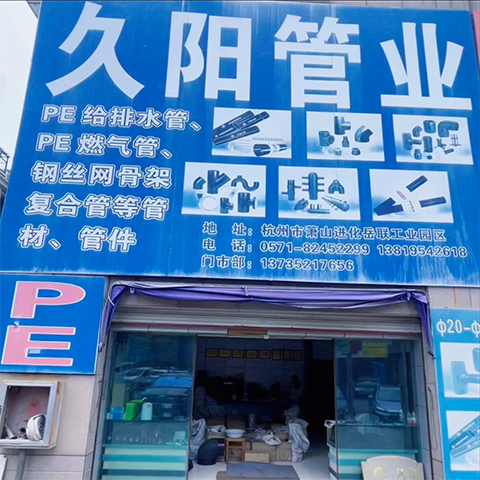 久阳管业
PE给排水管、
PE燃气管、
钢丝网骨架
复合管等管
材、管件
地 址: 杭州市萧山进化岳联工业园区
电 话: 0571-82452299 13819542618
门市部: 13735217656
PE
Φ20-Φ